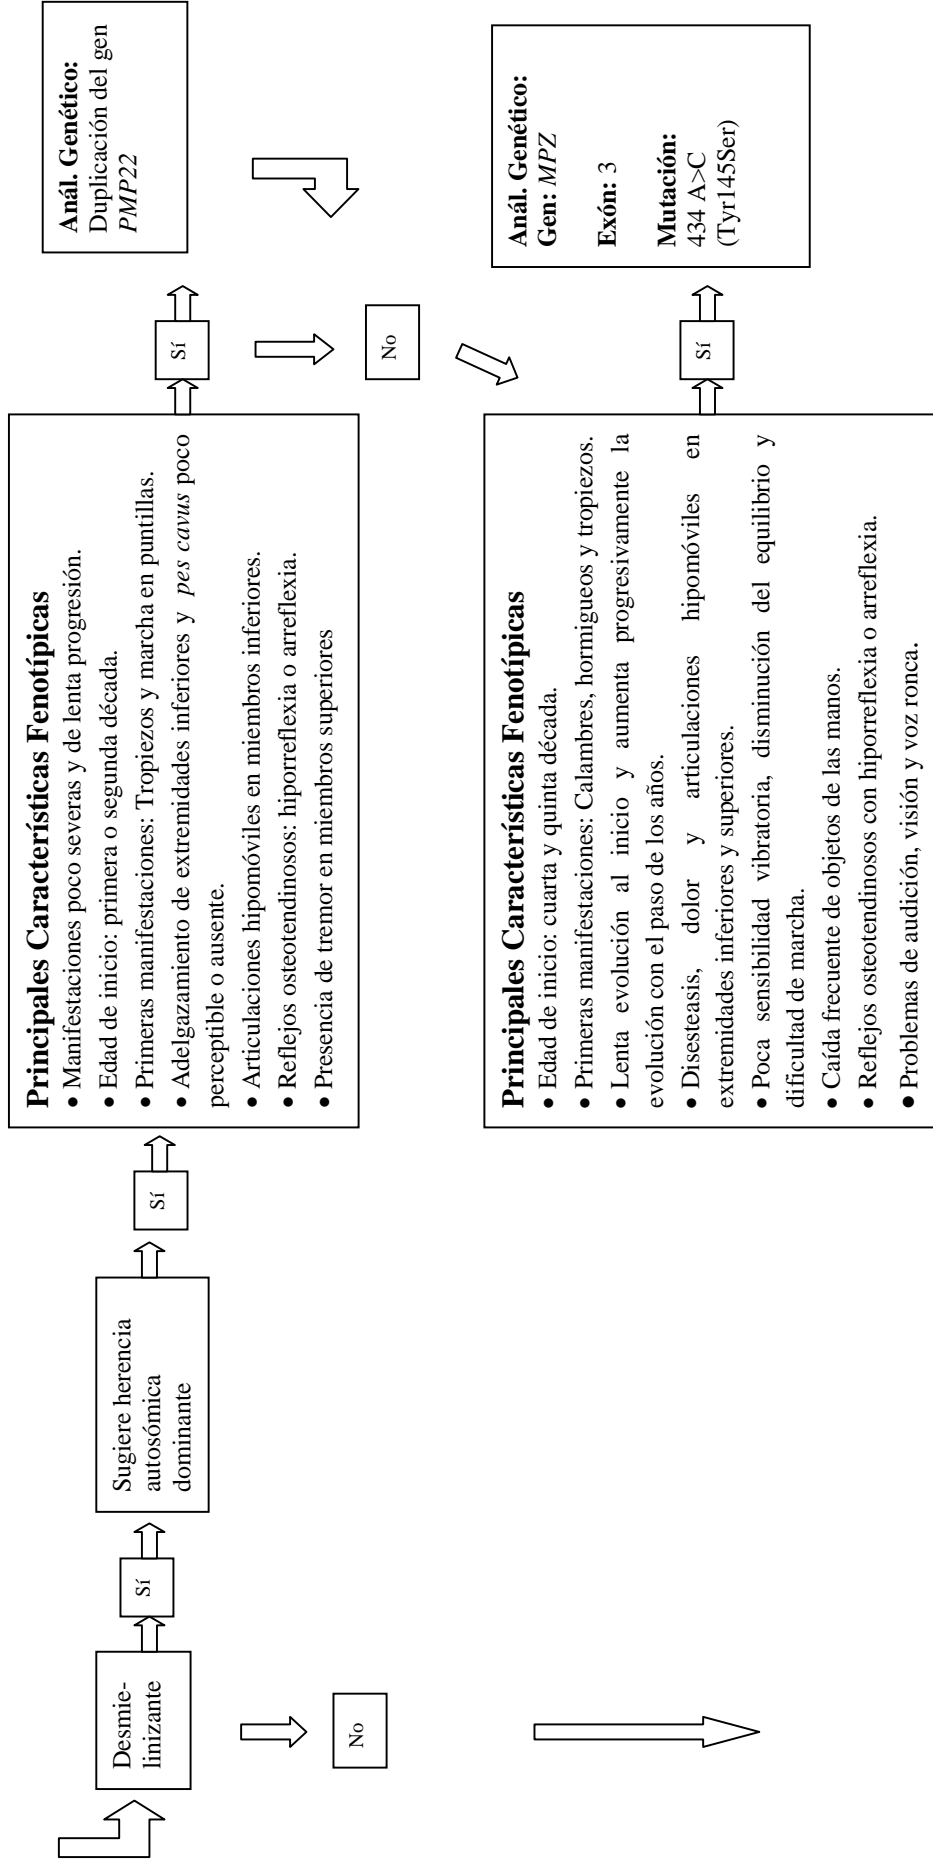 Desmie-
linizante
Sí
No
Sugiere herencia
autosómica
dominante
Sí
Principales Características Fenotípicas
• Manifestaciones poco severas y de lenta progresión.
• Edad de inicio: primera o segunda década.
• Primeras manifestaciones: Tropiezos y marcha en puntillas.
• Adelgazamiento de extremidades inferiores y pes cavus poco
perceptible o ausente.
• Articulaciones hipomóviles en miembros inferiores.
• Reflejos osteotendinosos: hiporreflexia o arreflexia.
• Presencia de tremor en miembros superiores
Sí
No
Anál. Genético:
Duplicación del gen
PMP22
Principales Características Fenotípicas
• Edad de inicio: cuarta y quinta década.
• Primeras manifestaciones: Calambres, hormigueos y tropiezos.
• Lenta evolución al inicio y aumenta progresivamente la
evolución con el paso de los años.
• Disesteasis, dolor y articulaciones hipomóviles en
extremidades inferiores y superiores.
• Poca sensibilidad vibratoria, disminución del equilibrio y
dificultad de marcha.
• Caída frecuente de objetos de las manos.
• Reflejos osteotendinosos con hiporreflexia o arreflexia.
• Problemas de audición, visión y voz ronca.
Sí
Anál. Genético:
Gen: MPZ
Exón: 3
Mutación:
434 A>C
(Tyr145Ser)